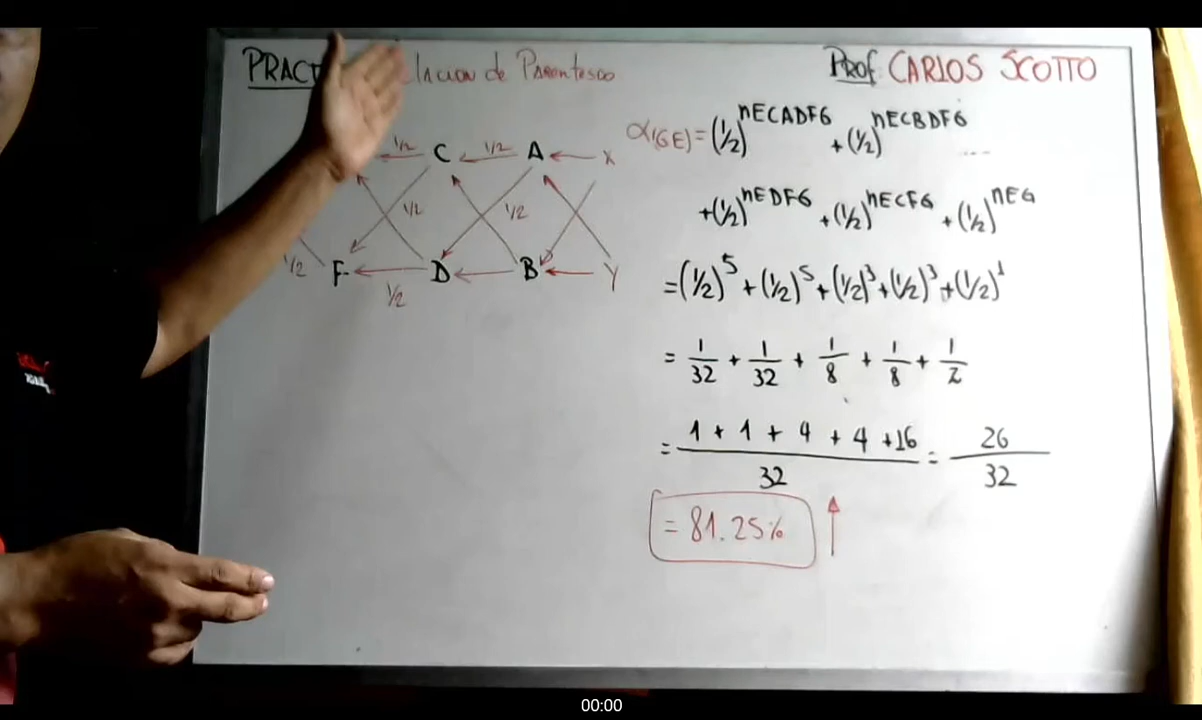 PRACT lacion de Parentesco
Prof. CARLOS SCOTTO
1/2 C 1/2 A X
1/2 1/2
1/2 F D B Y
1/2
α(GE) = (1/2)^nECADFG + (1/2)^nECBDFG ...
+(1/2)^nEDFG + (1/2)^nECFG + (1/2)^nEG
= (1/2)^5 + (1/2)^5 + (1/2)^3 + (1/2)^3 + (1/2)^1
= 1/32 + 1/32 + 1/8 + 1/8 + 1/2
= 1 + 1 + 4 + 4 + 16 / 32 = 26 / 32
= 81.25%
00:00